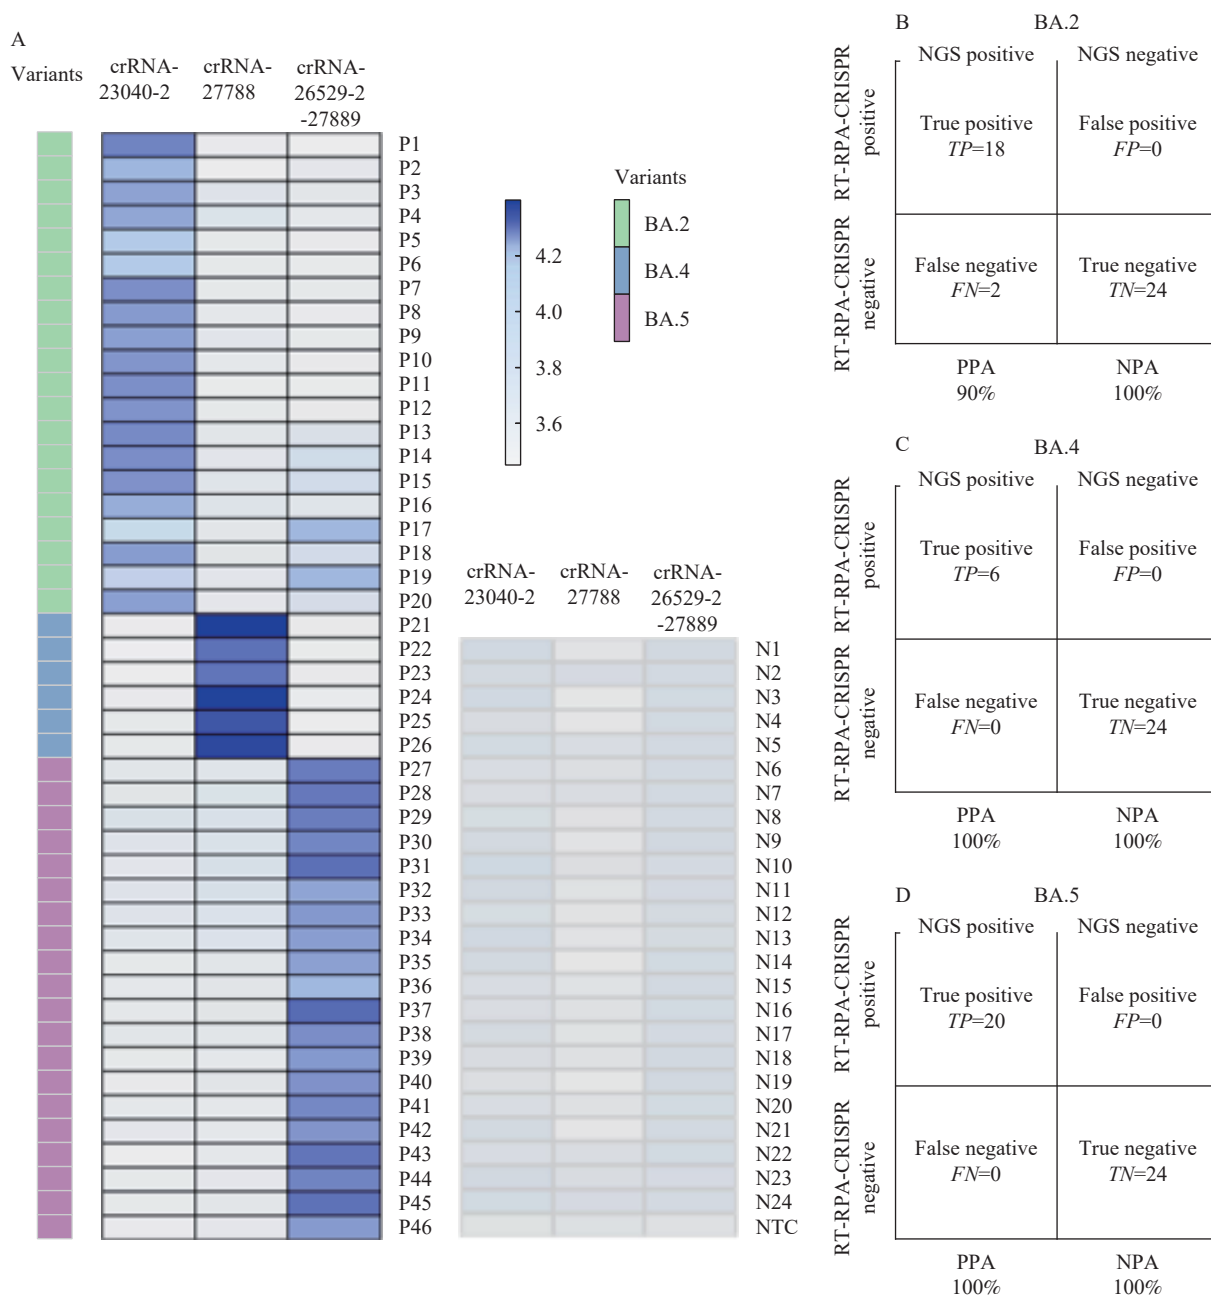 A
Variants
crRNA-
23040-2
crRNA-
27788
crRNA-
26529-2
-27889
P1
P2
P3
P4
P5
P6
P7
P8
P9
P10
P11
P12
P13
P14
P15
P16
P17
P18
P19
P20
P21
P22
P23
P24
P25
P26
P27
P28
P29
P30
P31
P32
P33
P34
P35
P36
P37
P38
P39
P40
P41
P42
P43
P44
P45
P46
4.2
4.0
3.8
3.6
Variants
BA.2
BA.4
BA.5
crRNA-
23040-2
crRNA-
27788
crRNA-
26529-2
-27889
N1
N2
N3
N4
N5
N6
N7
N8
N9
N10
N11
N12
N13
N14
N15
N16
N17
N18
N19
N20
N21
N22
N23
N24
NTC
B BA.2
NGS positive NGS negative
RT-RPA-CRISPR
positive
True positive
TP=18
False positive
FP=0
RT-RPA-CRISPR
negative
False negative
FN=2
True negative
TN=24
PPA
90%
NPA
100%
C BA.4
NGS positive NGS negative
RT-RPA-CRISPR
positive
True positive
TP=6
False positive
FP=0
RT-RPA-CRISPR
negative
False negative
FN=0
True negative
TN=24
PPA
100%
NPA
100%
D BA.5
NGS positive NGS negative
RT-RPA-CRISPR
positive
True positive
TP=20
False positive
FP=0
RT-RPA-CRISPR
negative
False negative
FN=0
True negative
TN=24
PPA
100%
NPA
100%